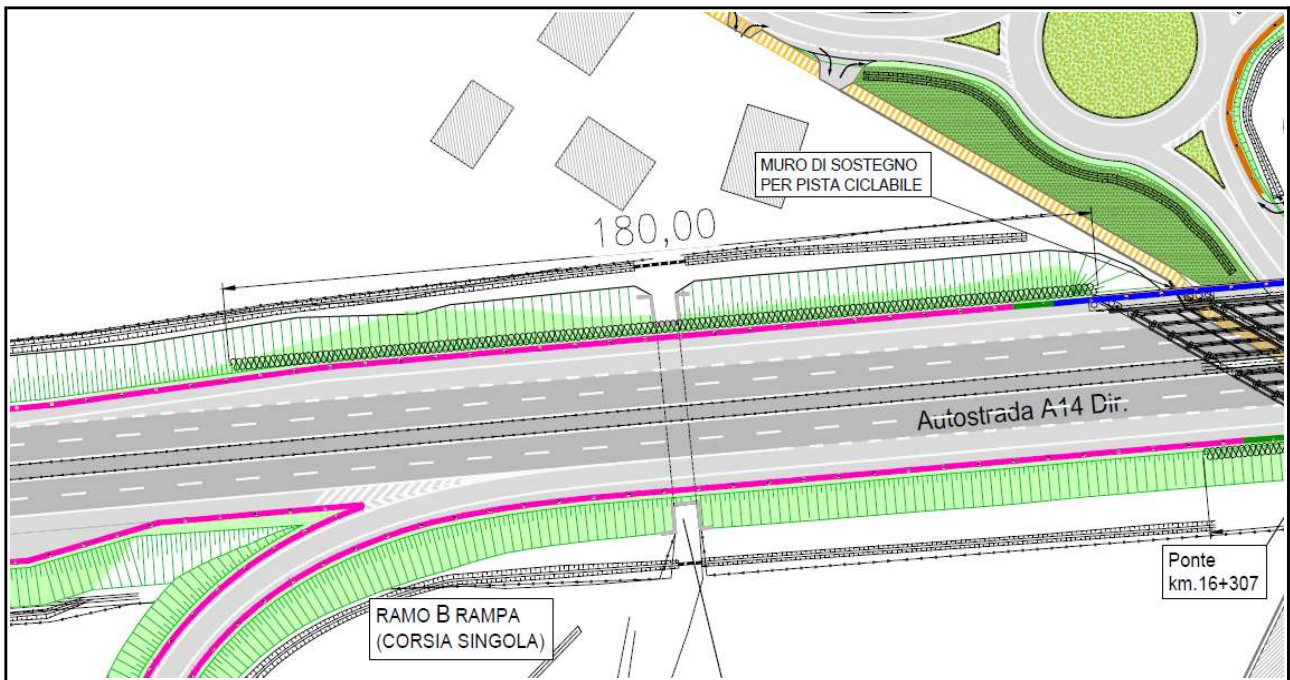 MURO DI SOSTEGNO
PER PISTA CICLABILE
180,00
Autostrada A14 Dir.
Ponte
km.16+307
RAMO B RAMPA
(CORSIA SINGOLA)